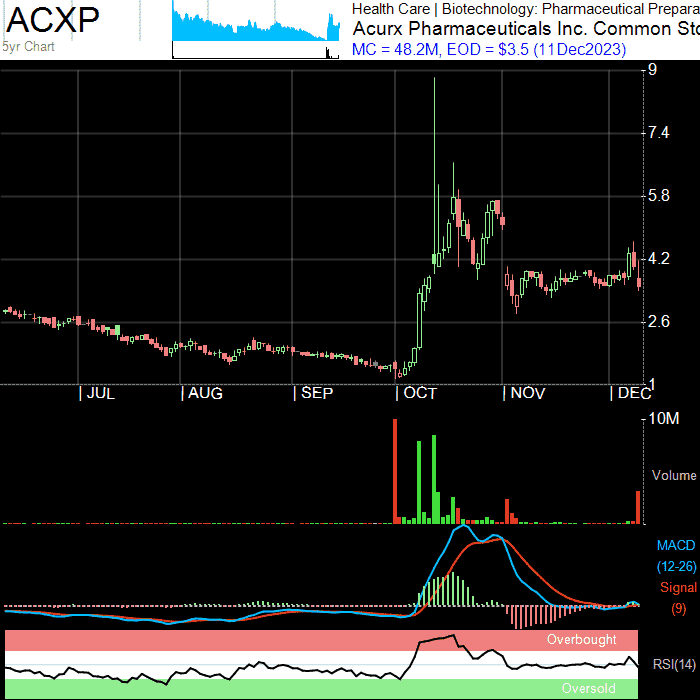 ACXP
5yr Chart
Health Care | Biotechnology: Pharmaceutical Prepara
Acurx Pharmaceuticals Inc. Common Sto
MC = 48.2M, EOD = $3.5 (11Dec2023)
9
7.4
5.8
4.2
2.6
1
| JUL | AUG | SEP | OCT | NOV | DEC
10M
Volume
MACD
(12-26)
Signal
(9)
Overbought
RSI(14)
Oversold